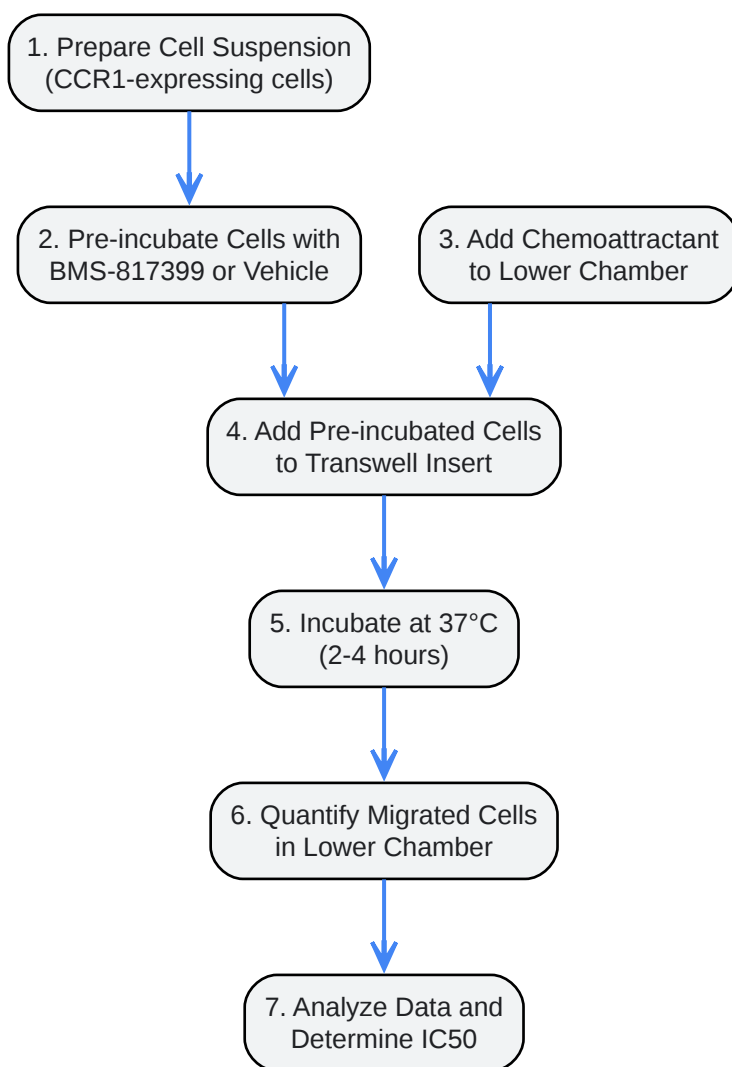 1. Prepare Cell Suspension
(CCR1-expressing cells)
2. Pre-incubate Cells with
BMS-817399 or Vehicle
3. Add Chemoattractant
to Lower Chamber
4. Add Pre-incubated Cells
to Transwell Insert
5. Incubate at 37°C
(2-4 hours)
6. Quantify Migrated Cells
in Lower Chamber
7. Analyze Data and
Determine IC50